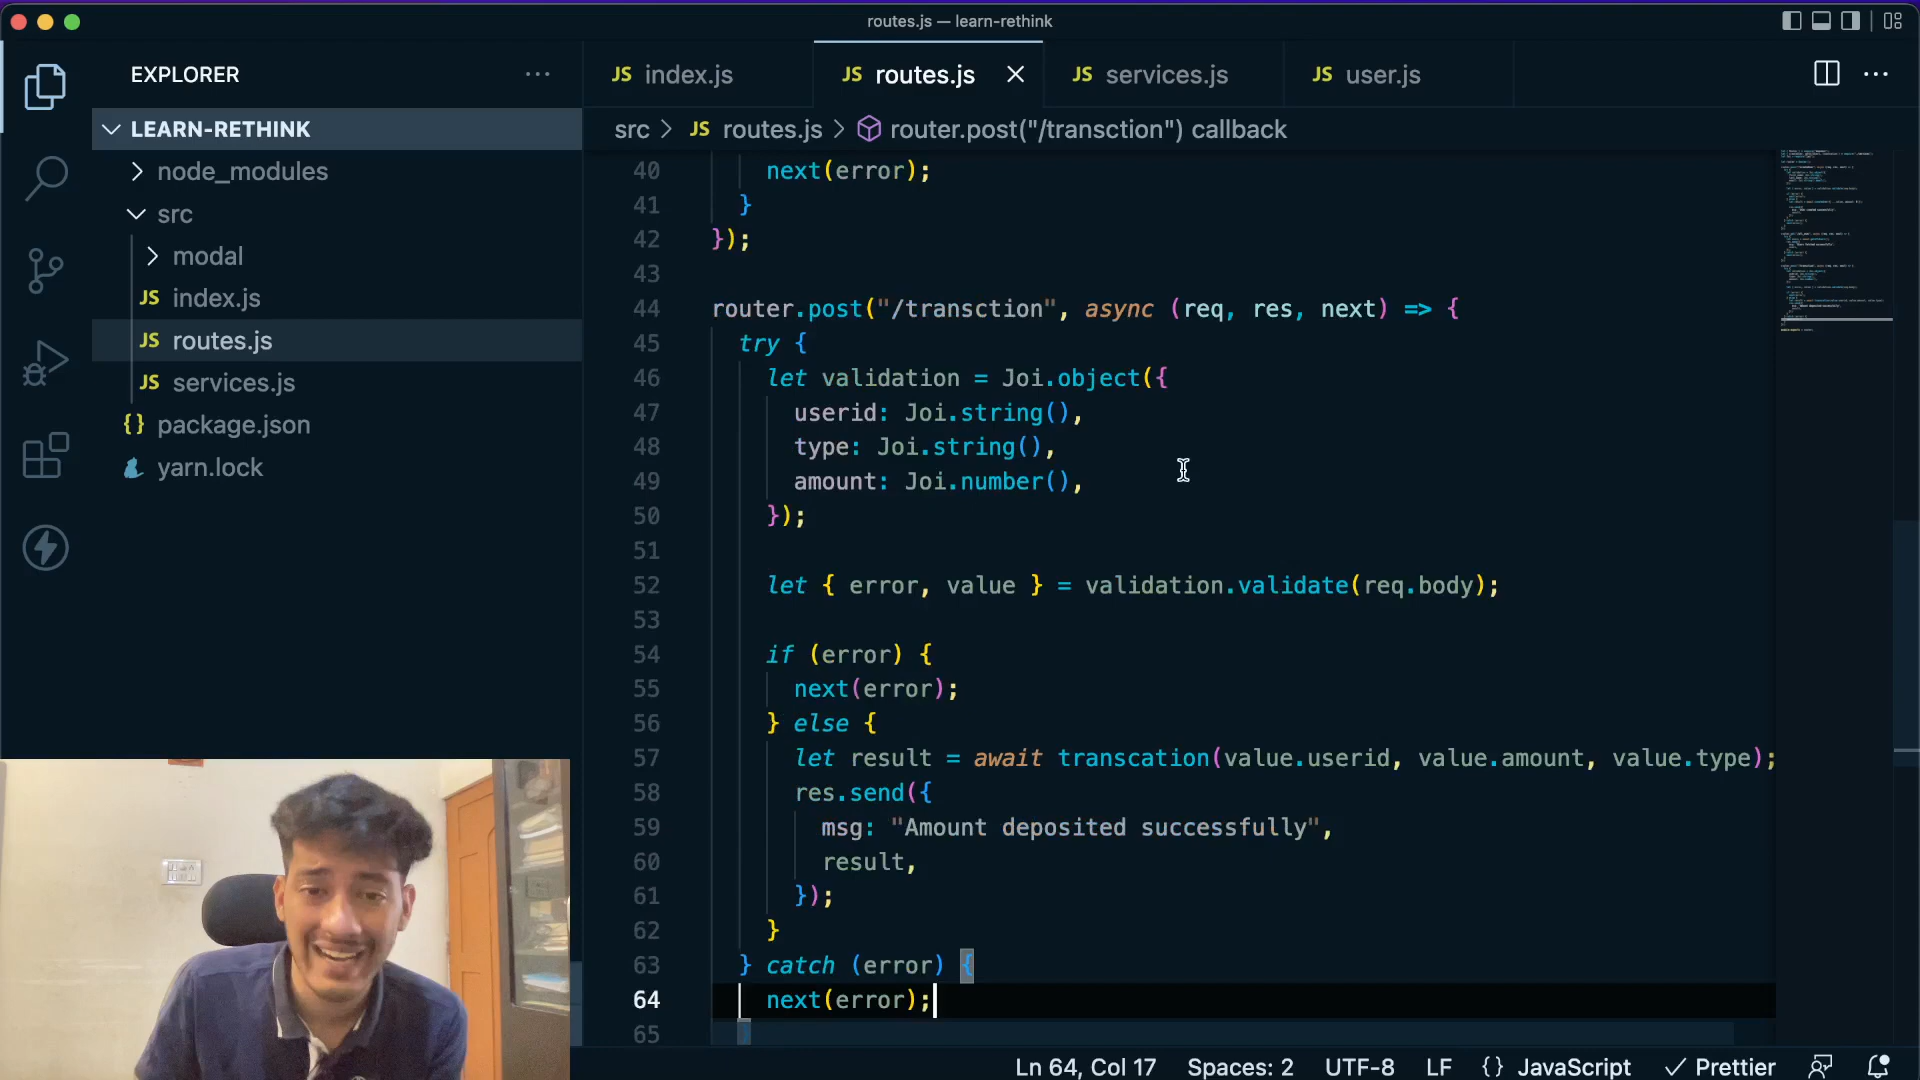 routes.js — learn-rethink
EXPLORER
LEARN-RETHINK
node_modules
src
modal
JS index.js
JS routes.js
JS services.js
{} package.json
yarn.lock
JS index.js
JS routes.js
JS services.js
JS user.js
src > JS routes.js > router.post("/transction") callback
40 next(error);
41 }
42 });
43
44 router.post("/transction", async (req, res, next) => {
45 try {
46 let validation = Joi.object({
47 userid: Joi.string(),
48 type: Joi.string(),
49 amount: Joi.number(),
50 });
51
52 let { error, value } = validation.validate(req.body);
53
54 if (error) {
55 next(error);
56 } else {
57 let result = await transcation(value.userid, value.amount, value.type);
58 res.send({
59 msg: "Amount deposited successfully",
60 result,
61 });
62 }
63 } catch (error) {
64 next(error);
65 }
Ln 64, Col 17 Spaces: 2 UTF-8 LF {} JavaScript Prettier